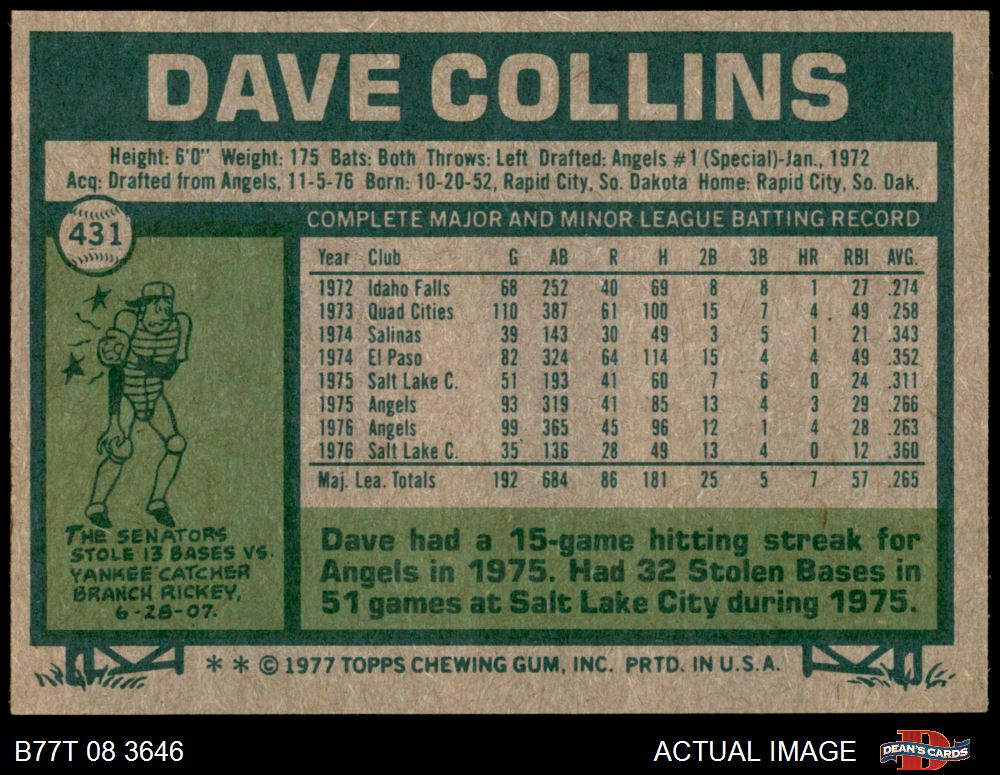 DAVE COLLINS
Height: 6'0" Weight: 175 Bats: Both Throws: Left Drafted: Angels #1 (Special)-Jan., 1972
Acq: Drafted from Angels, 11-5-76 Born: 10-20-52, Rapid City, So. Dakota Home: Rapid City, So. Dak.
431
COMPLETE MAJOR AND MINOR LEAGUE BATTING RECORD
Year Club G AB R H 2B 3B HR RBI AVG.
1972 Idaho Falls 68 252 40 69 8 8 1 27 .274
1973 Quad Cities 110 387 61 100 15 7 4 49 .258
1974 Salinas 39 143 30 49 3 5 1 21 .343
1974 El Paso 82 324 64 114 15 4 4 49 .352
1975 Salt Lake C. 51 193 41 60 7 6 0 24 .311
1975 Angels 93 319 41 85 13 4 3 29 .266
1976 Angels 99 365 45 96 12 1 4 28 .263
1976 Salt Lake C. 35 136 28 49 13 4 0 12 .360
Maj. Lea. Totals 192 684 86 181 25 5 7 57 .265
THE SENATORS
STOLE 13 BASES VS.
YANKEE CATCHER
BRANCH RICKEY,
6-28-07.
Dave had a 15-game hitting streak for
Angels in 1975. Had 32 Stolen Bases in
51 games at Salt Lake City during 1975.
* * © 1977 TOPPS CHEWING GUM, INC. PRTD. IN U.S.A.
B77T 08 3646
ACTUAL IMAGE
D
DEAN'S CARDS